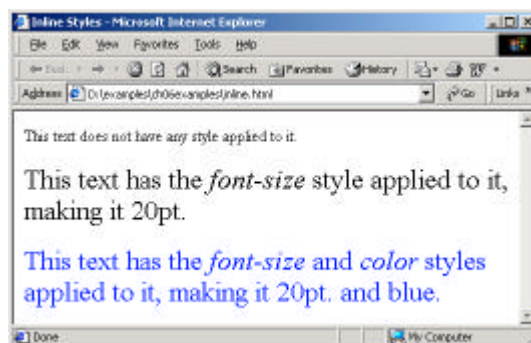 Inline Styles - Microsoft Internet Explorer
File Edit View Favorites Tools Help
Search Favorites History
Address D:\examples\ch06examples\inline.html Go Links »
This text does not have any style applied to it.
This text has the font-size style applied to it,
making it 20pt.
This text has the font-size and color styles
applied to it, making it 20pt. and blue.
Done My Computer